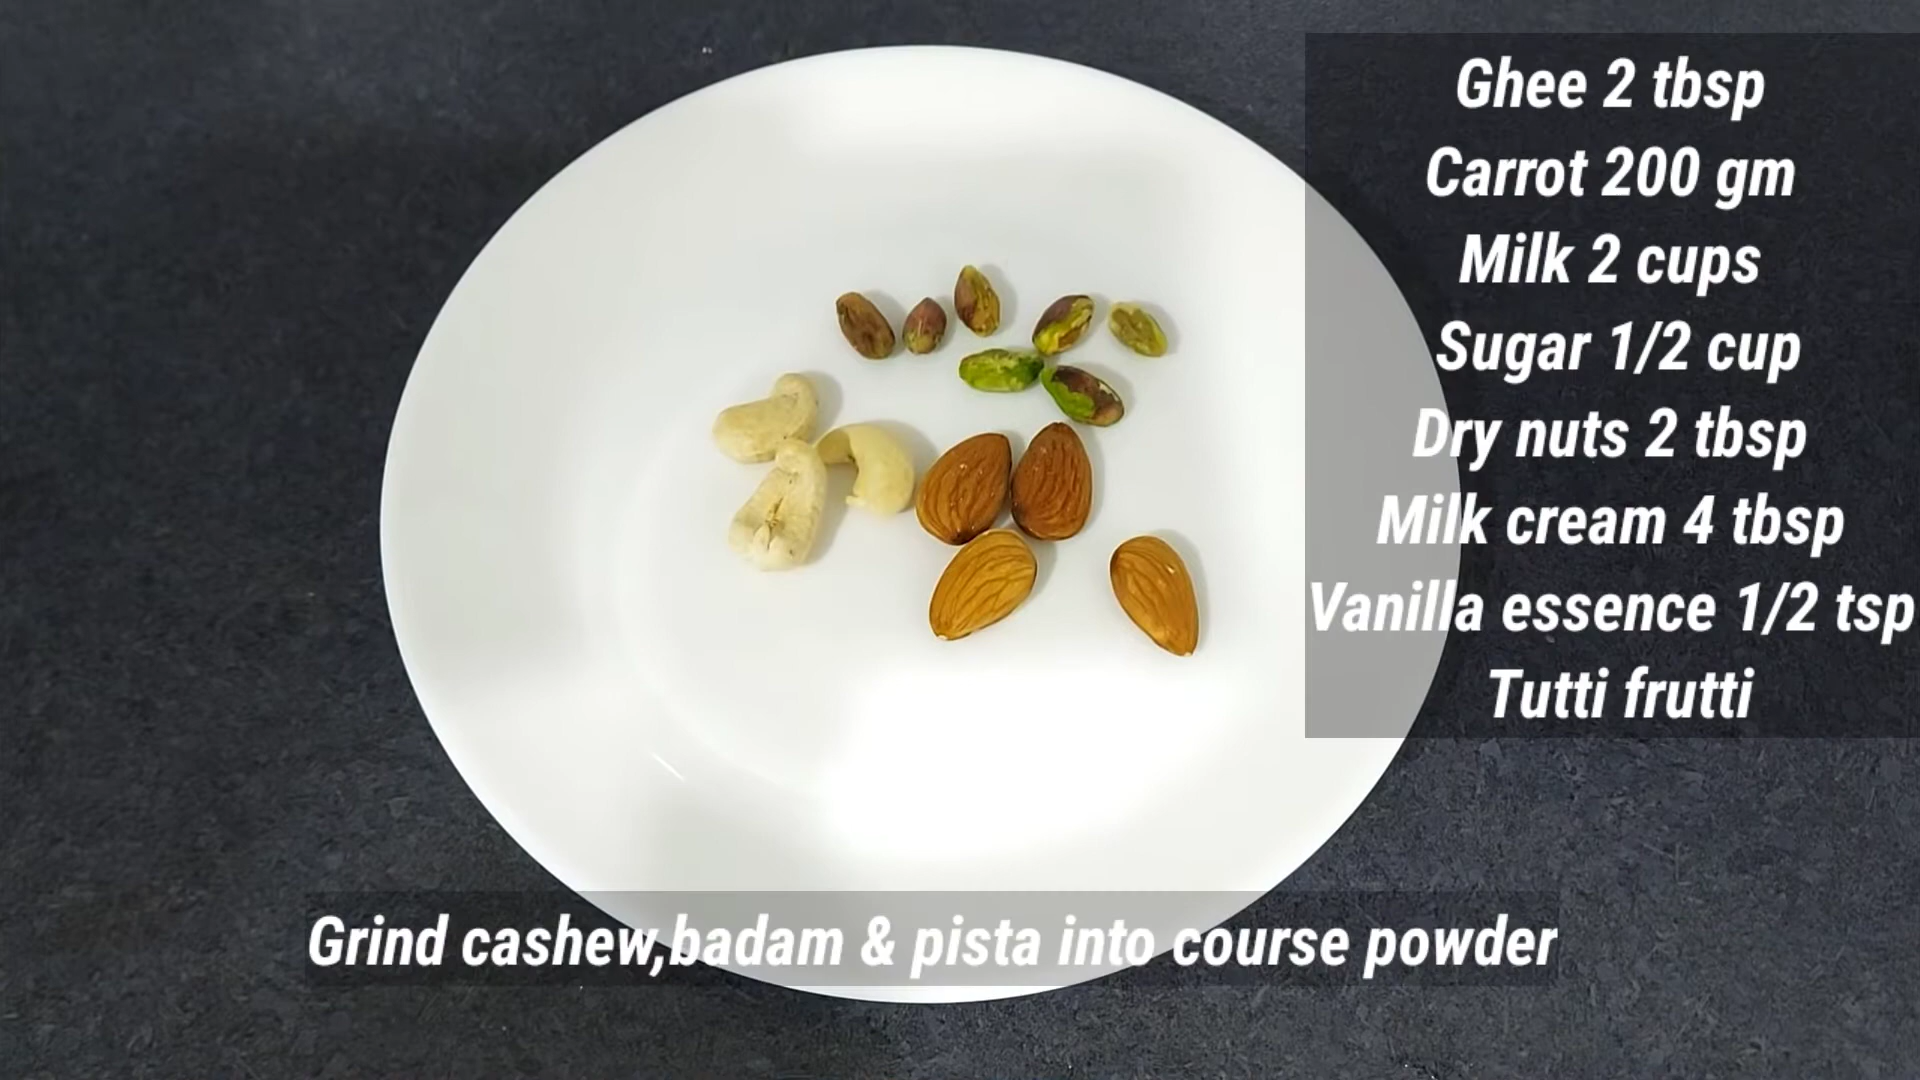 Ghee 2 tbsp
Carrot 200 gm
Milk 2 cups
Sugar 1/2 cup
Dry nuts 2 tbsp
Milk cream 4 tbsp
Vanilla essence 1/2 tsp
Tutti frutti
Grind cashew,badam & pista into course powder